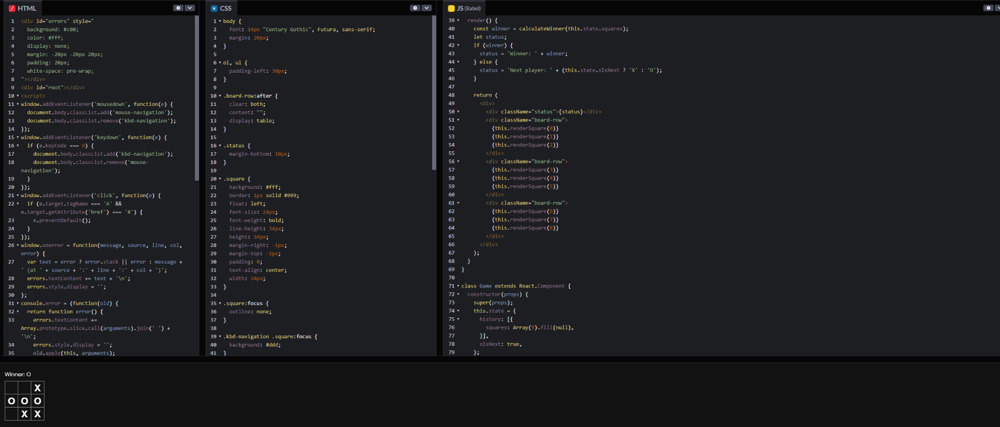 HTML
1 <div id="errors" style="
2 background: #c00;
3 color: #fff;
4 display: none;
5 margin: -20px -20px 20px;
6 padding: 20px;
7 white-space: pre-wrap;
8 "></div>
9 <div id="root"></div>
10 <script>
11 window.addEventListener('mousedown', function(e) {
12 document.body.classList.add('mouse-navigation');
13 document.body.classList.remove('kbd-navigation');
14 });
15 window.addEventListener('keydown', function(e) {
16 if (e.keyCode === 9) {
17 document.body.classList.add('kbd-navigation');
18 document.body.classList.remove('mouse-
navigation');
19 }
20 });
21 window.addEventListener('click', function(e) {
22 if (e.target.tagName === 'A' &&
e.target.getAttribute('href') === '#') {
23 e.preventDefault();
24 }
25 });
26 window.onerror = function(message, source, line, col,
error) {
27 var text = error ? error.stack || error : message +
' (at ' + source + ':' + line + ':' + col + ')';
28 errors.textContent += text + '\n';
29 errors.style.display = '';
30 };
31 console.error = (function(old) {
32 return function error() {
33 errors.textContent +=
Array.prototype.slice.call(arguments).join(' ') +
'\n';
34 errors.style.display = '';
35 old.apply(this, arguments);
CSS
1 body {
2 font: 14px "Century Gothic", Futura, sans-serif;
3 margin: 20px;
4 }
5
6 ol, ul {
7 padding-left: 30px;
8 }
9
10 .board-row:after {
11 clear: both;
12 content: "";
13 display: table;
14 }
15
16 .status {
17 margin-bottom: 10px;
18 }
19
20 .square {
21 background: #fff;
22 border: 1px solid #999;
23 float: left;
24 font-size: 24px;
25 font-weight: bold;
26 line-height: 34px;
27 height: 34px;
28 margin-right: -1px;
29 margin-top: -1px;
30 padding: 0;
31 text-align: center;
32 width: 34px;
33 }
34
35 .square:focus {
36 outline: none;
37 }
38
39 .kbd-navigation .square:focus {
40 background: #ddd;
41 }
JS (Babel)
39 render() {
40 const winner = calculateWinner(this.state.squares);
41 let status;
42 if (winner) {
43 status = 'Winner: ' + winner;
44 } else {
45 status = 'Next player: ' + (this.state.xIsNext ? 'X' : 'O');
46 }
47
48 return (
49 <div>
50 <div className="status">{status}</div>
51 <div className="board-row">
52 {this.renderSquare(0)}
53 {this.renderSquare(1)}
54 {this.renderSquare(2)}
55 </div>
56 <div className="board-row">
57 {this.renderSquare(3)}
58 {this.renderSquare(4)}
59 {this.renderSquare(5)}
60 </div>
61 <div className="board-row">
62 {this.renderSquare(6)}
63 {this.renderSquare(7)}
64 {this.renderSquare(8)}
65 </div>
66 </div>
67 );
68 }
69 }
70
71 class Game extends React.Component {
72 constructor(props) {
73 super(props);
74 this.state = {
75 history: [{
76 squares: Array(9).fill(null),
77 }],
78 xIsNext: true,
79 };
Winner: O
X
O O O
X X